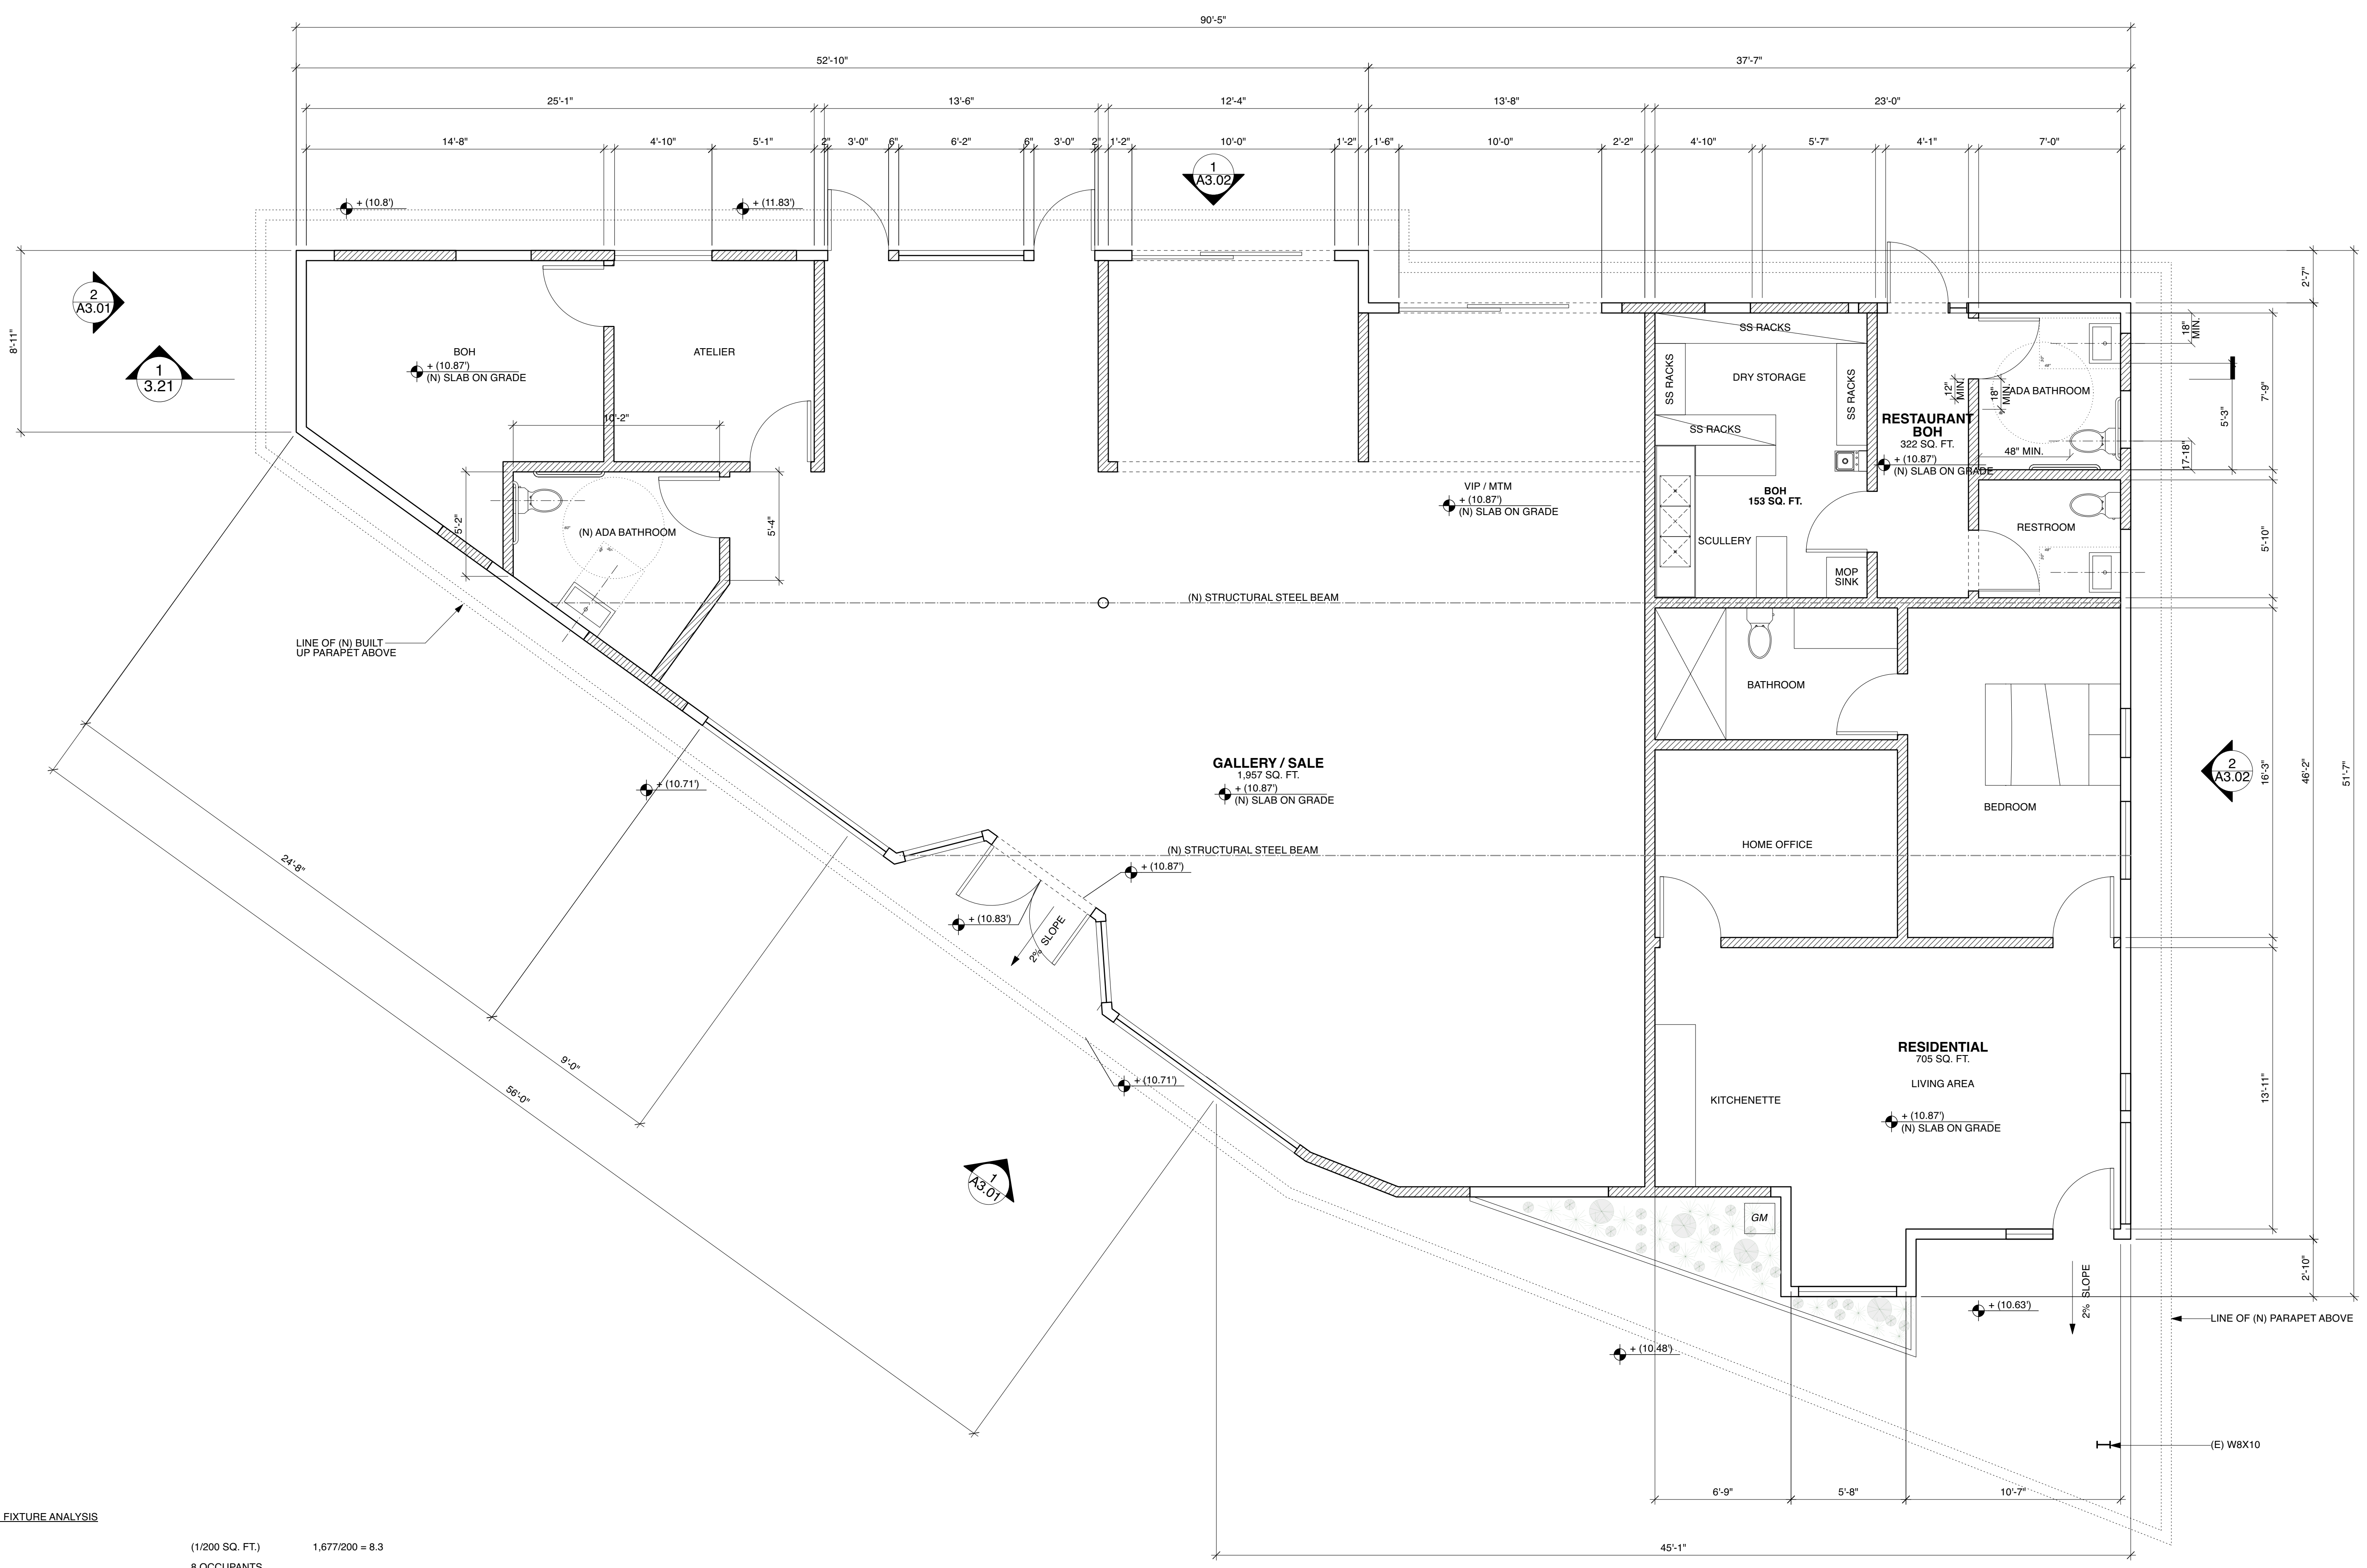 90'-5"
52'-10"
37'-7"
25'-1"
13'-6"
12'-4"
13'-8"
23'-0"
14'-8"
4'-10"
5'-1"
2"
3'-0"
6"
6'-2"
6"
3'-0"
2"
1'-2"
10'-0"
1'-2"
1'-6"
10'-0"
2'-2"
4'-10"
5'-7"
4'-1"
7'-0"
1
A3.02
+ (10.8')
+ (11.83')
2
A3.01
1
3.21
8'-11"
BOH
+ (10.87')
(N) SLAB ON GRADE
ATELIER
10'-2"
5'-2"
(N) ADA BATHROOM
5'-4"
LINE OF (N) BUILT
UP PARAPET ABOVE
VIP / MTM
+ (10.87')
(N) SLAB ON GRADE
(N) STRUCTURAL STEEL BEAM
SS RACKS
SS RACKS
DRY STORAGE
SS RACKS
SS RACKS
BOH
153 SQ. FT.
SCULLERY
MOP
SINK
RESTAURANT
BOH
322 SQ. FT.
+ (10.87')
(N) SLAB ON GRADE
12"
MIN.
18"
MIN.
ADA BATHROOM
48" MIN.
RESTROOM
18"
MIN.
5'-3"
17-18"
2'-7"
7'-9"
5'-10"
16'-3"
46'-2"
51'-7"
13'-11"
2'-10"
BATHROOM
BEDROOM
HOME OFFICE
2
A3.02
GALLERY / SALE
1,957 SQ. FT.
+ (10.87')
(N) SLAB ON GRADE
(N) STRUCTURAL STEEL BEAM
+ (10.71')
+ (10.87')
+ (10.83')
2% SLOPE
+ (10.71')
24'-8"
9'-0"
56'-0"
1
A3.01
RESIDENTIAL
705 SQ. FT.
LIVING AREA
KITCHENETTE
+ (10.87')
(N) SLAB ON GRADE
GM
2% SLOPE
+ (10.63')
+ (10.48')
LINE OF (N) PARAPET ABOVE
(E) W8X10
6'-9"
5'-8"
10'-7"
45'-1"
FIXTURE ANALYSIS
(1/200 SQ. FT.)
1,677/200 = 8.3
8 OCCUPANTS